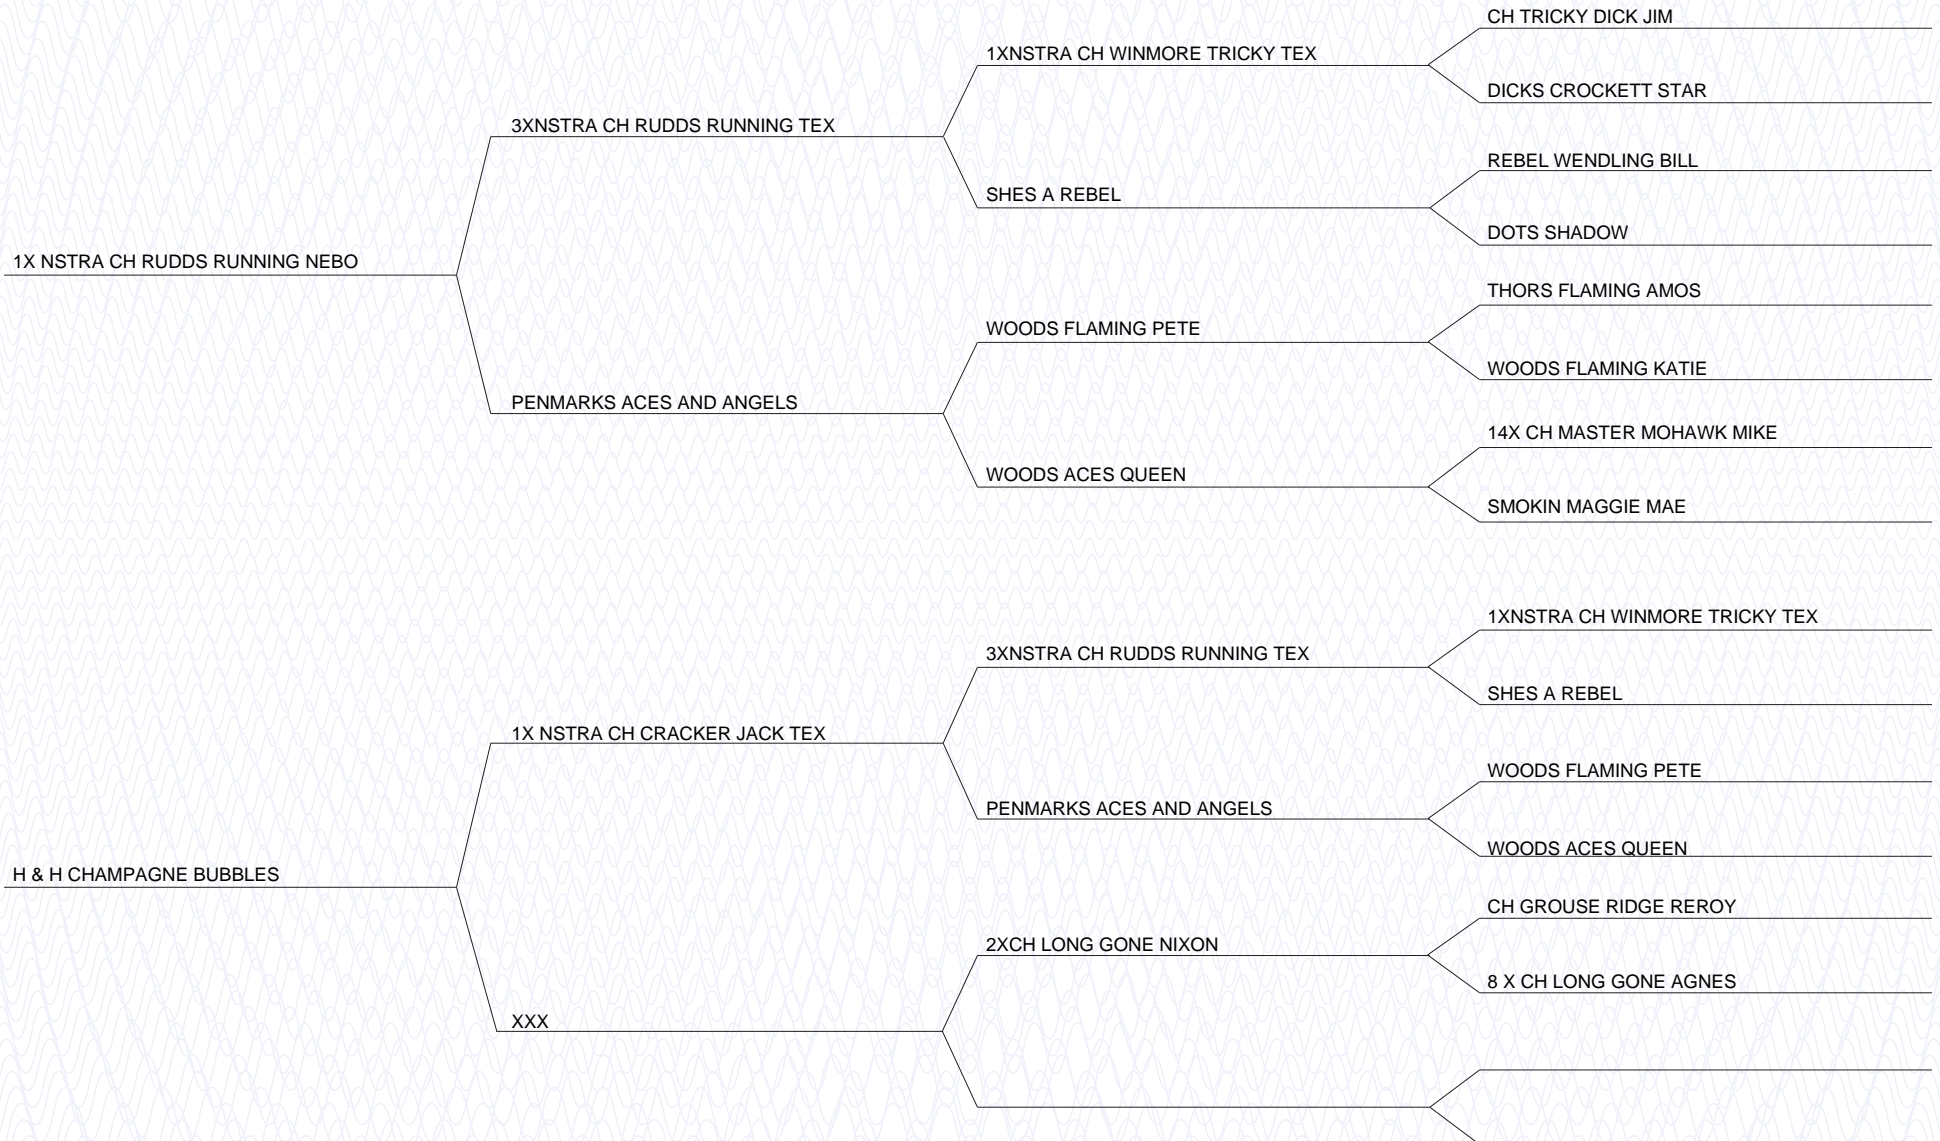 CH TRICKY DICK JIM
1XNSTRA CH WINMORE TRICKY TEX
DICKS CROCKETT STAR
3XNSTRA CH RUDDS RUNNING TEX
REBEL WENDLING BILL
SHES A REBEL
DOTS SHADOW
1X NSTRA CH RUDDS RUNNING NEBO
THORS FLAMING AMOS
WOODS FLAMING PETE
WOODS FLAMING KATIE
PENMARKS ACES AND ANGELS
14X CH MASTER MOHAWK MIKE
WOODS ACES QUEEN
SMOKIN MAGGIE MAE
1XNSTRA CH WINMORE TRICKY TEX
3XNSTRA CH RUDDS RUNNING TEX
SHES A REBEL
1X NSTRA CH CRACKER JACK TEX
WOODS FLAMING PETE
PENMARKS ACES AND ANGELS
WOODS ACES QUEEN
H & H CHAMPAGNE BUBBLES
CH GROUSE RIDGE REROY
2XCH LONG GONE NIXON
8 X CH LONG GONE AGNES
XXX